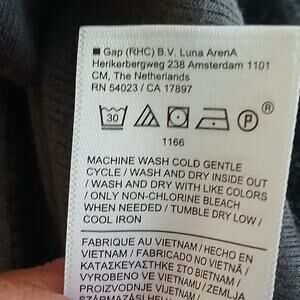 Gap (RHC) B.V. Luna ArenA
Herikerbergweg 238 Amsterdam 1101
CM, The Netherlands
RN 54023 / CA 17897
30 P ®
1166
MACHINE WASH COLD GENTLE
CYCLE / WASH AND DRY INSIDE OUT
/ WASH AND DRY WITH LIKE COLORS
/ ONLY NON-CHLORINE BLEACH
WHEN NEEDED / TUMBLE DRY LOW /
COOL IRON
FABRIQUE AU VIETNAM / HECHO EN
VIETNAM / FABRICADO NO VIETNÃ /
ΚΑΤΑΣΚΕΥΑΣΤΗΚΕ ΣΤΟ ΒΙΕΤΝΑΜ /
VYROBENO VE VIETNAMU / ZEMLJA
PROIZVODNJE VIJETNAM /
SZÁRMAZÁSI